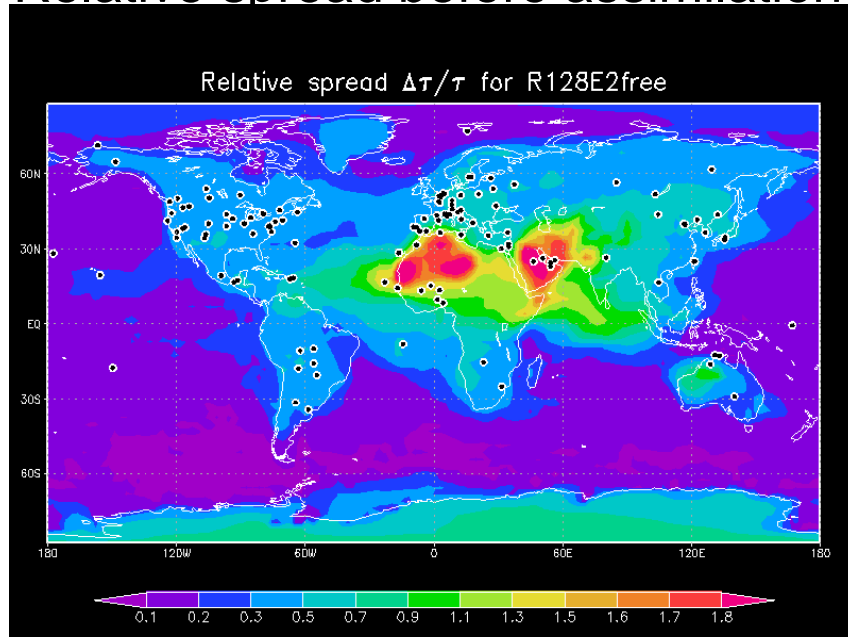 Relative spread before assimilation
Relative spread Δτ/τ for R128E2free
60N
30N
EQ
30S
60S
180 120W 60W 0 60E 120E 180
0.1 0.2 0.3 0.5 0.7 0.9 1.1 1.3 1.5 1.6 1.7 1.8